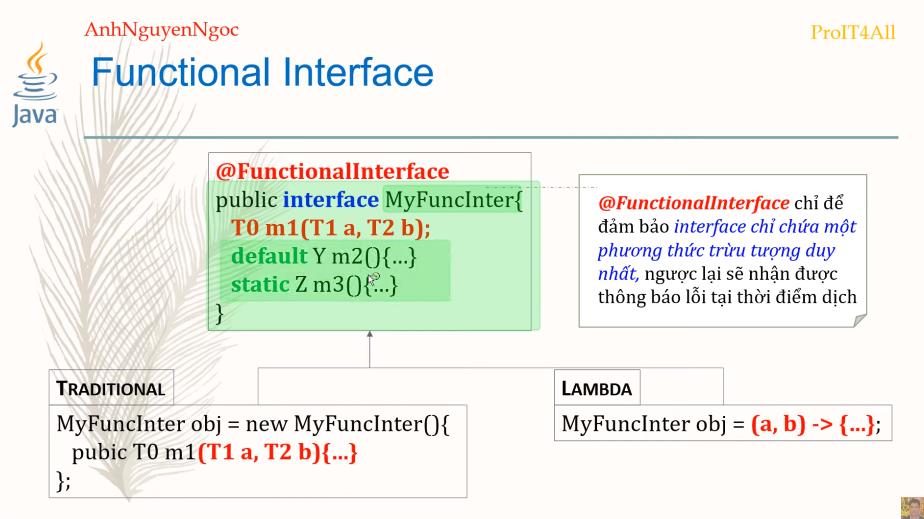 AnhNguyenNgoc
ProIT4All
Java
Functional Interface
@FunctionalInterface
public interface MyFuncInter{
T0 m1(T1 a, T2 b);
default Y m2(){...}
static Z m3(){...}
}
@FunctionalInterface chỉ để
đảm bảo interface chỉ chứa một
phương thức trừu tượng duy
nhất, ngược lại sẽ nhận được
thông báo lỗi tại thời điểm dịch
TRADITIONAL
MyFuncInter obj = new MyFuncInter(){
pubic T0 m1(T1 a, T2 b){...}
};
LAMBDA
MyFuncInter obj = (a, b) -> {...};